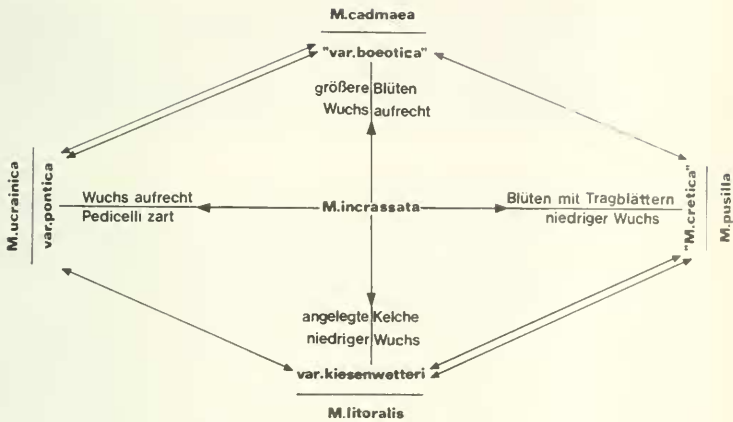 M.cadmaea
"var.boeotica"
größere Blüten
Wuchs aufrecht
M.ucrainica
var.pontica
Wuchs aufrecht
Pedicelli zart
M.incrassata
Blüten mit Tragblättern
niedriger Wuchs
"M.cretica"
M.pusilla
angelegte Kelche
niedriger Wuchs
var.kiesenwetteri
M.litoralis